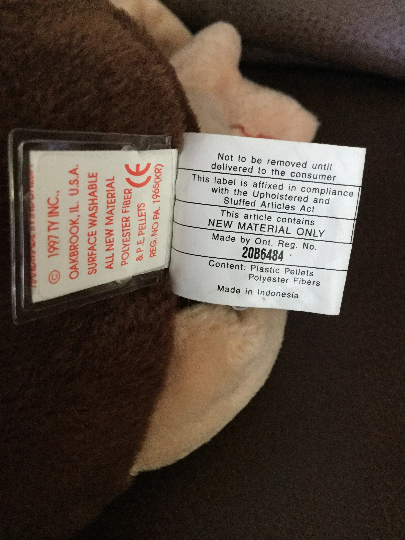 © 1997 TY INC.,
OAKBROOK, IL. U.S.A.
SURFACE WASHABLE
ALL NEW MATERIAL
POLYESTER FIBER CE
& P.E. PELLETS
REG. NO PA. 1965(KR)
Not to be removed until
delivered to the consumer
This label is affixed in compliance
with the Upholstered and
Stuffed Articles Act
This article contains
NEW MATERIAL ONLY
Made by Ont. Reg. No.
20B6484
Content: Plastic Pellets
Polyester Fibers
Made in Indonesia